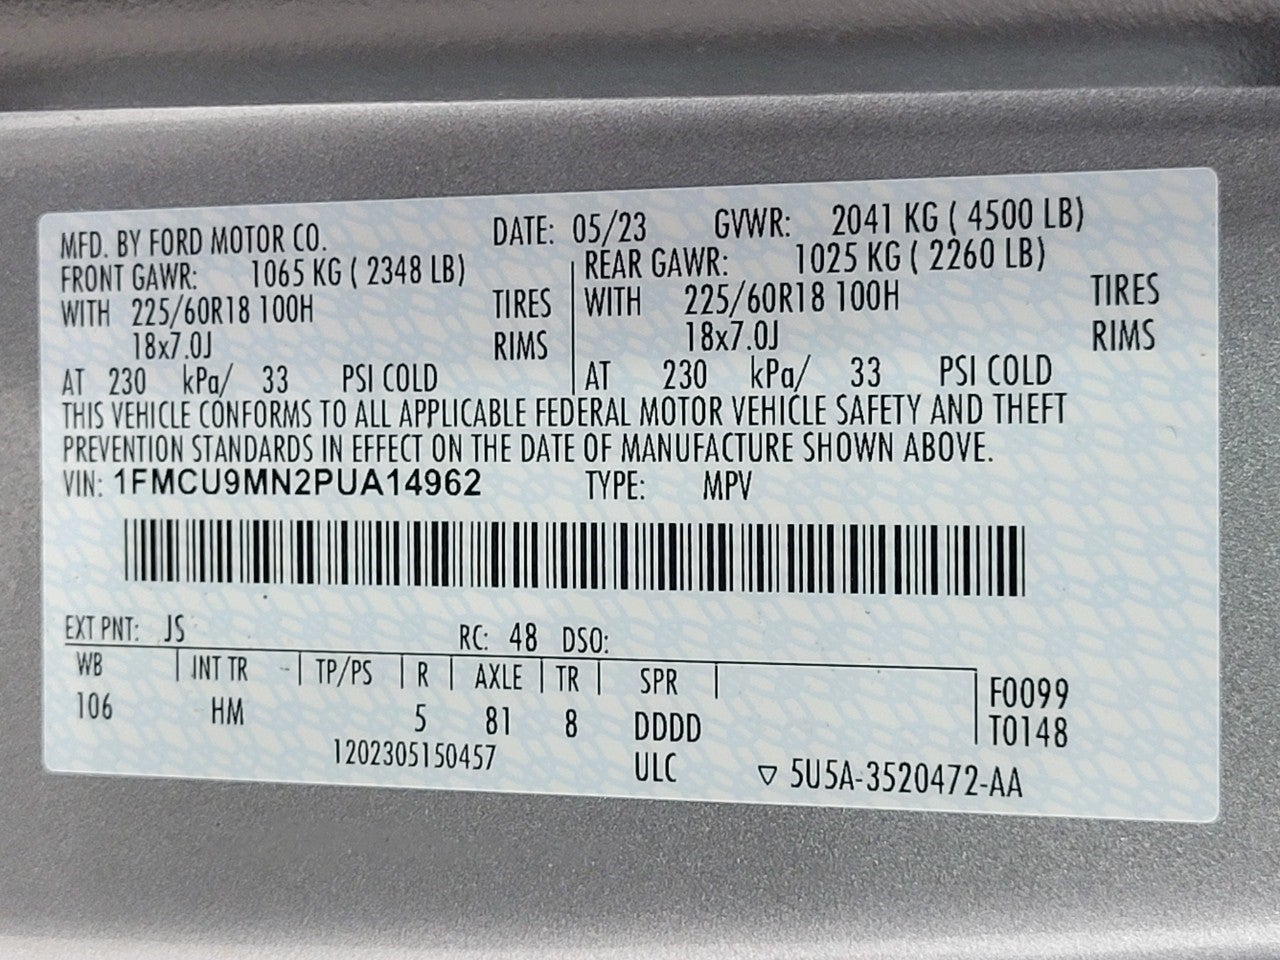 MFD. BY FORD MOTOR CO. DATE: 05/23 GVWR: 2041 KG ( 4500 LB)
FRONT GAWR: 1065 KG ( 2348 LB) REAR GAWR: 1025 KG ( 2260 LB)
WITH 225/60R18 100H TIRES WITH 225/60R18 100H TIRES
18x7.0J RIMS 18x7.0J RIMS
AT 230 kPa/ 33 PSI COLD AT 230 kPa/ 33 PSI COLD
THIS VEHICLE CONFORMS TO ALL APPLICABLE FEDERAL MOTOR VEHICLE SAFETY AND THEFT
PREVENTION STANDARDS IN EFFECT ON THE DATE OF MANUFACTURE SHOWN ABOVE.
VIN: 1FMCU9MN2PUA14962 TYPE: MPV
EXT PNT: JS RC: 48 DSO:
WB INT TR TP/PS R AXLE TR SPR F0099
106 HM 5 81 8 DDDD T0148
1202305150457 ULC ▽ 5U5A-3520472-AA